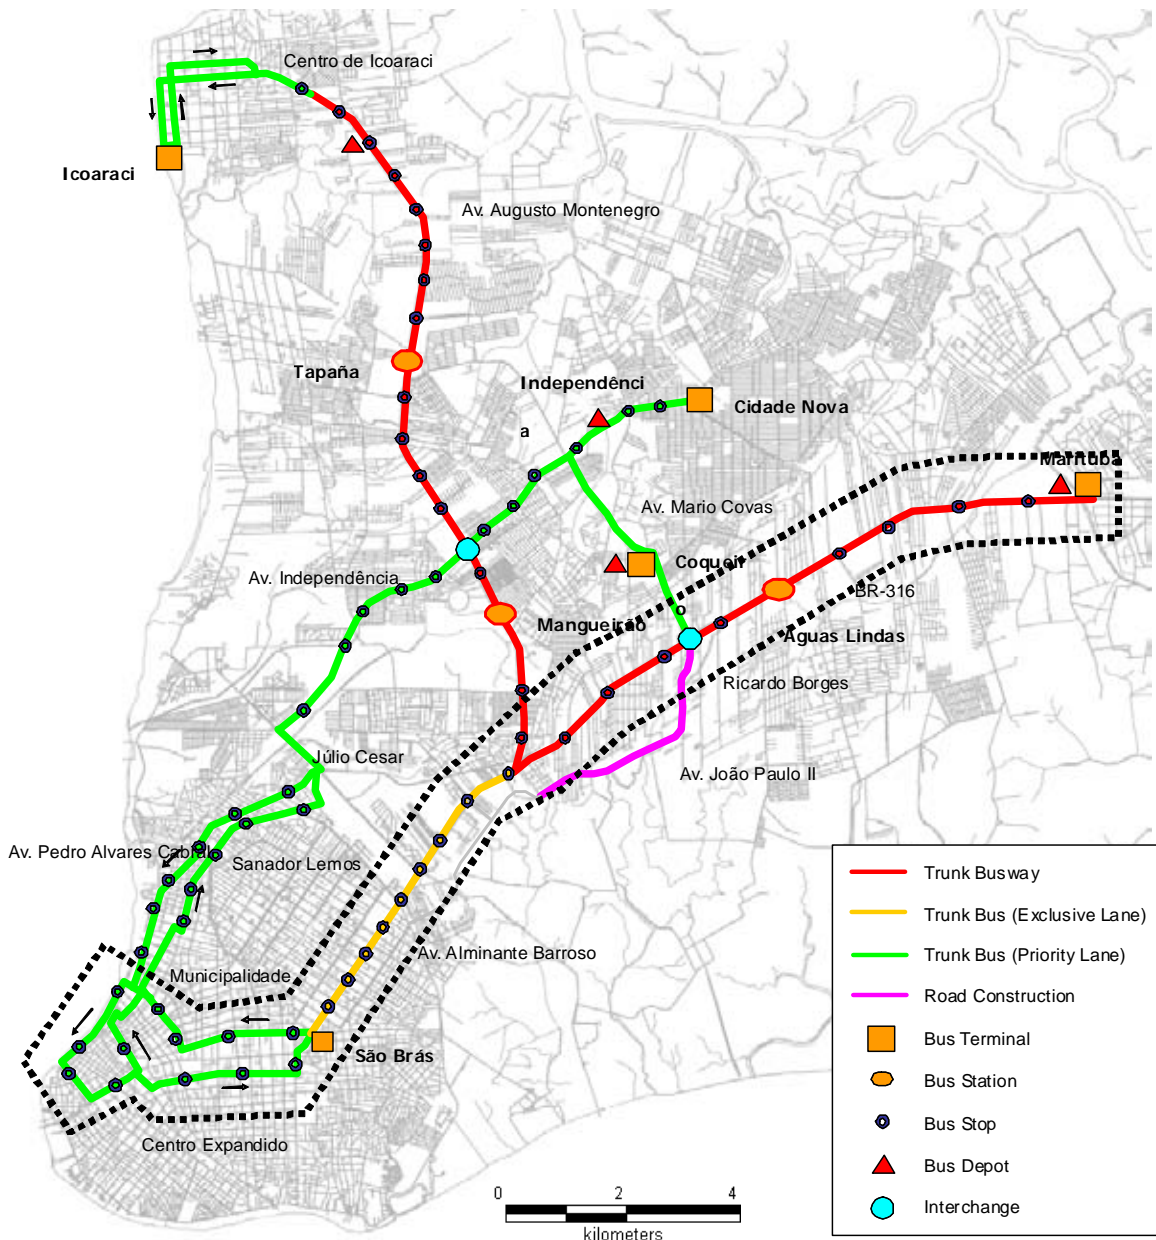 Centro de Icoaraci
Icoaraci
Av. Augusto Montenegro
Tapaña
Independênci
a
Cidade Nova
Marituba
Av. Mario Covas
Coqueir
o
Av. Independência
BR-316
Mangueirão
Águas Lindas
Ricardo Borges
Júlio Cesar
Av. João Paulo II
Av. Pedro Alvares Cabral
Sanador Lemos
Av. Alminante Barroso
Municipalidade
São Brás
Centro Expandido
0 2 4
kilometers
Trunk Busway
Trunk Bus (Exclusive Lane)
Trunk Bus (Priority Lane)
Road Construction
Bus Terminal
Bus Station
Bus Stop
Bus Depot
Interchange